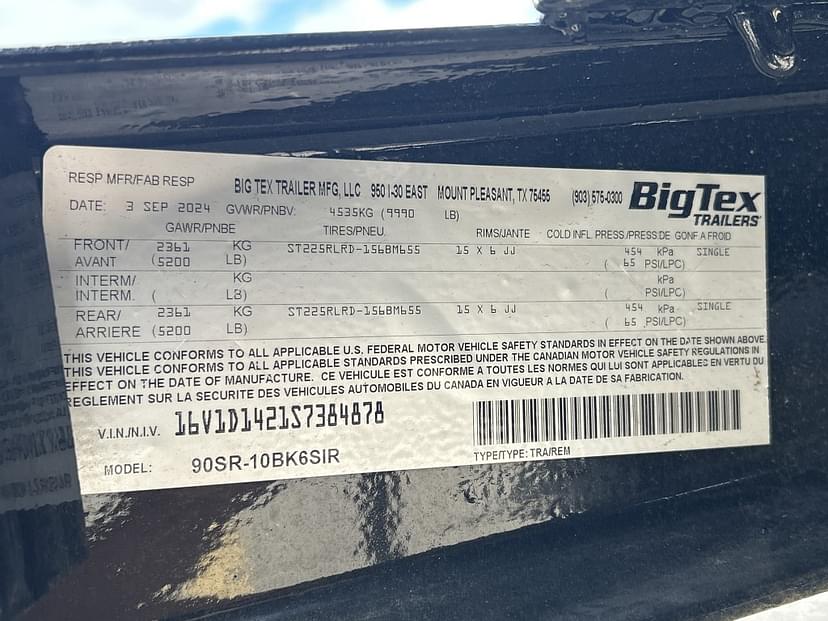 RESP MFR/FAB RESP BIG TEX TRAILER MFG, LLC 950 I-30 EAST MOUNT PLEASANT, TX 75455 (903) 575-0300 BigTex TRAILERS
DATE: 3 SEP 2024 GVWR/PNBV: 4535KG (9990 LB)
GAWR/PNBE TIRES/PNEU. RIMS/JANTE COLD INFL. PRESS./PRESS.DE GONF A FROID
FRONT/ 2361 KG ST225RLRD-156BM655 15 X 6 JJ 454 kPa SINGLE
AVANT (5200 LB) ( 65 PSI/LPC)
INTERM/ KG kPa
INTERM. ( LB) ( PSI/LPC)
REAR/ 2361 KG ST225RLRD-156BM655 15 X 6 JJ 454 kPa SINGLE
ARRIERE (5200 LB) ( 65 PSI/LPC)
THIS VEHICLE CONFORMS TO ALL APPLICABLE U.S. FEDERAL MOTOR VEHICLE SAFETY STANDARDS IN EFFECT ON THE DATE SHOWN ABOVE.
THIS VEHICLE CONFORMS TO ALL APPLICABLE STANDARDS PRESCRIBED UNDER THE CANADIAN MOTOR VEHICLE SAFETY REGULATIONS IN
EFFECT ON THE DATE OF MANUFACTURE. CE VEHICULE EST CONFORME A TOUTES LES NORMES QUI LUI SONT APPLICABLES EN VERTU DU
REGLEMENT SUR LA SECURITE DES VEHICULES AUTOMOBILES DU CANADA EN VIGUEUR A LA DATE DE SA FABRICATION.
V.I.N./N.I.V. 16V1D1421S7384878
MODEL: 90SR-10BK6SIR TYPE/TYPE: TRA/REM